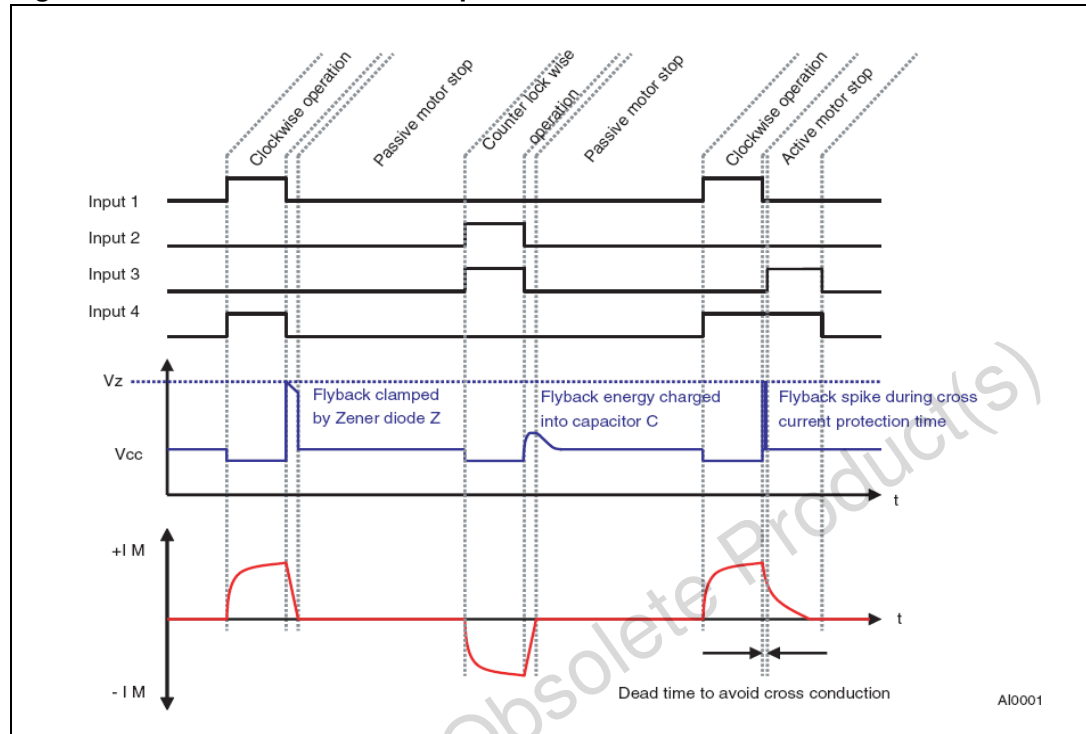 Clockwise operation
Passive motor stop
Counter lock wise
operation
Passive motor stop
Clockwise operation
Active motor stop
Input 1
Input 2
Input 3
Input 4
Vz
Flyback clamped
by Zener diode Z
Flyback energy charged
into capacitor C
Flyback spike during cross
current protection time
Vcc
t
+I M
t
- I M
Dead time to avoid cross conduction
AI0001
Obsolete Product(s)